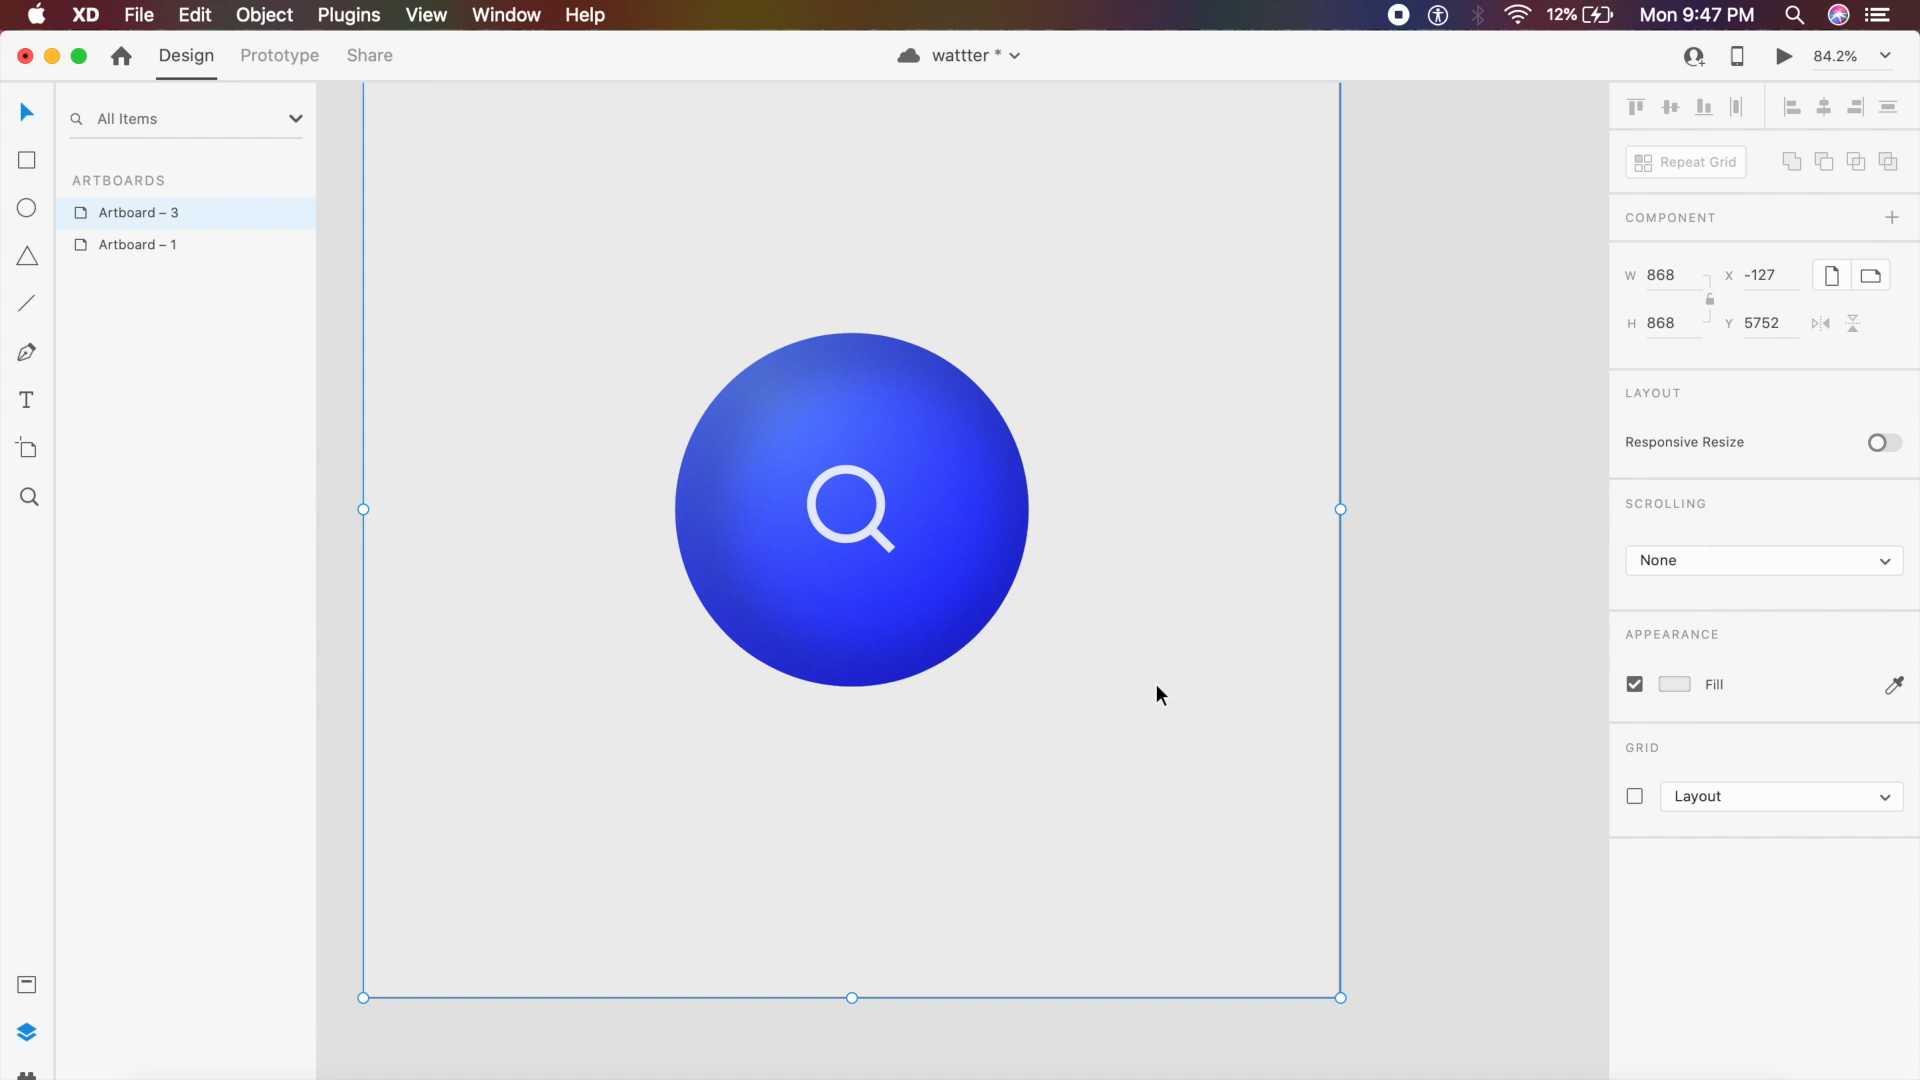 XD File Edit Object Plugins View Window Help 12% Mon 9:47 PM
Design Prototype Share wattter * 84.2%
All Items
ARTBOARDS
Artboard – 3
Artboard – 1
Repeat Grid
COMPONENT
W 868 X -127
H 868 Y 5752
LAYOUT
Responsive Resize
SCROLLING
None
APPEARANCE
Fill
GRID
Layout